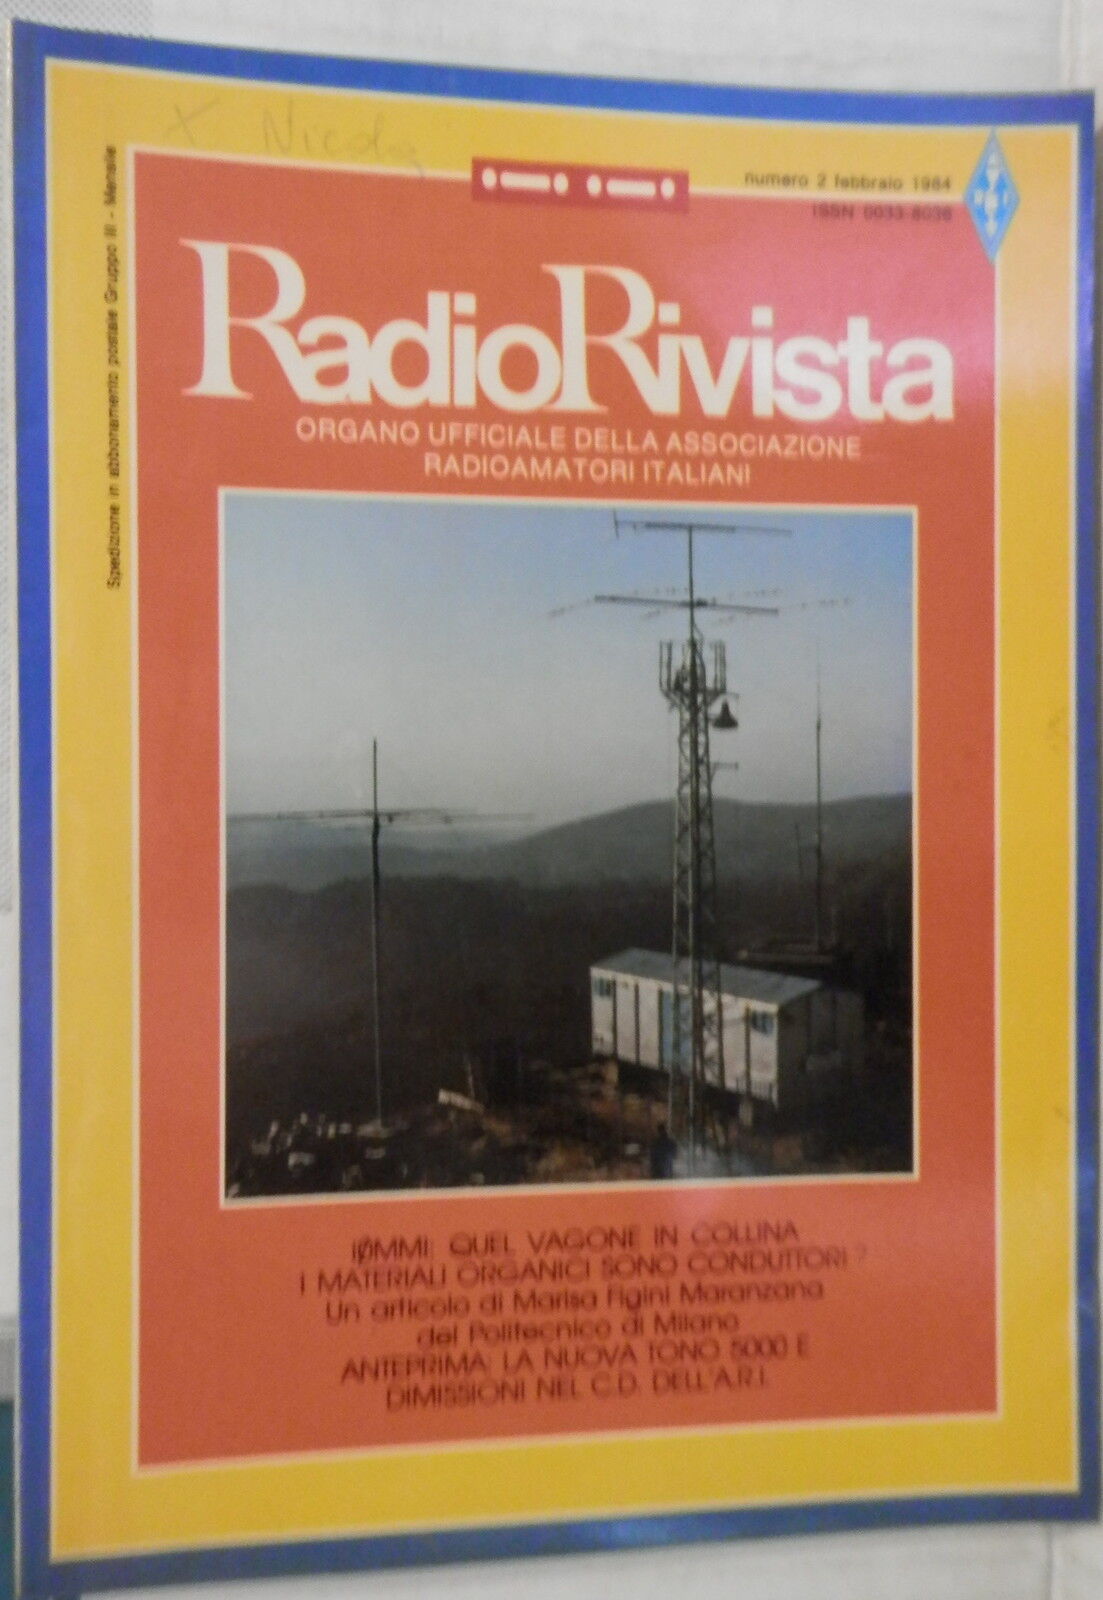 x Nicola
numero 2 febbraio 1984
ISSN 0033-8036
Spedizione in abbonamento postale Gruppo III - Mensile
RadioRivista
ORGANO UFFICIALE DELLA ASSOCIAZIONE
RADIOAMATORI ITALIANI
IØMMI: QUEL VAGONE IN COLLINA
I MATERIALI ORGANICI SONO CONDUTTORI ?
Un articolo di Marisa Figini Maranzana
del Politecnico di Milano
ANTEPRIMA: LA NUOVA TONO 5000 E
DIMISSIONI NEL C.D. DELL'A.R.I.